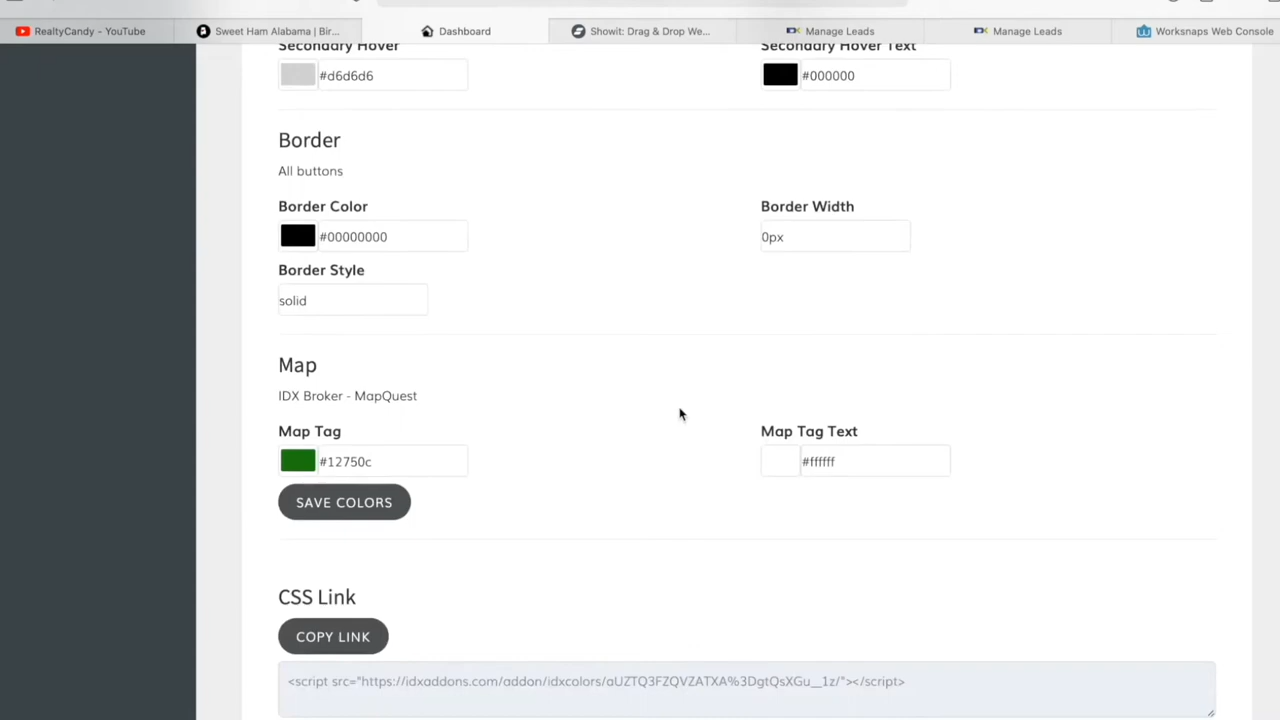 RealtyCandy - YouTube
Sweet Ham Alabama | Bir...
Dashboard
Showit: Drag & Drop We...
Manage Leads
Manage Leads
Worksnaps Web Console
Secondary Hover
Secondary Hover Text
#d6d6d6
#000000
Border
All buttons
Border Color
Border Width
#00000000
0px
Border Style
solid
Map
IDX Broker - MapQuest
Map Tag
Map Tag Text
#12750c
#ffffff
SAVE COLORS
CSS Link
COPY LINK
<script src="https://idxaddons.com/addon/idxcolors/aUZTQ3FZQVZATXA%3DgtQsXGu__1z/"></script>